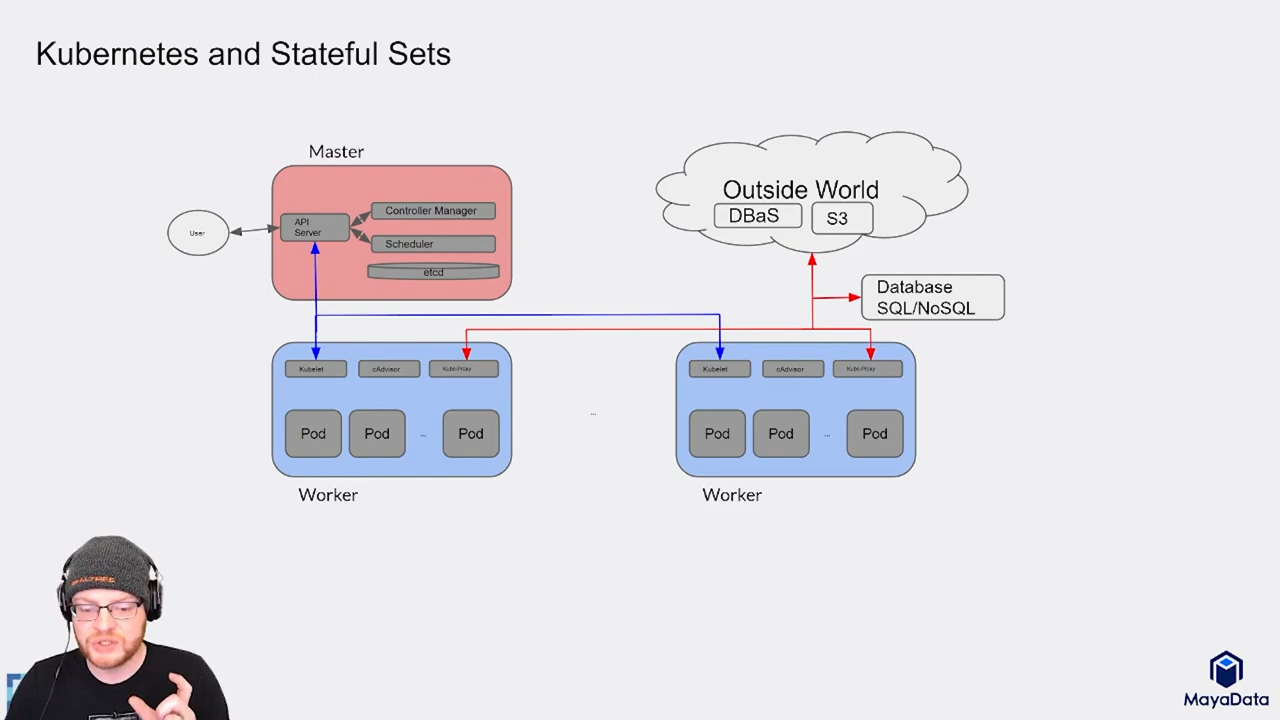 Kubernetes and Stateful Sets
Master
User
API
Server
Controller Manager
Scheduler
etcd
Outside World
DBaaS
S3
Database
SQL/NoSQL
Kubelet
cAdvisor
Kube-Proxy
Pod
Pod
...
Pod
Worker
...
Kubelet
cAdvisor
Kube-Proxy
Pod
Pod
...
Pod
Worker
MayaData